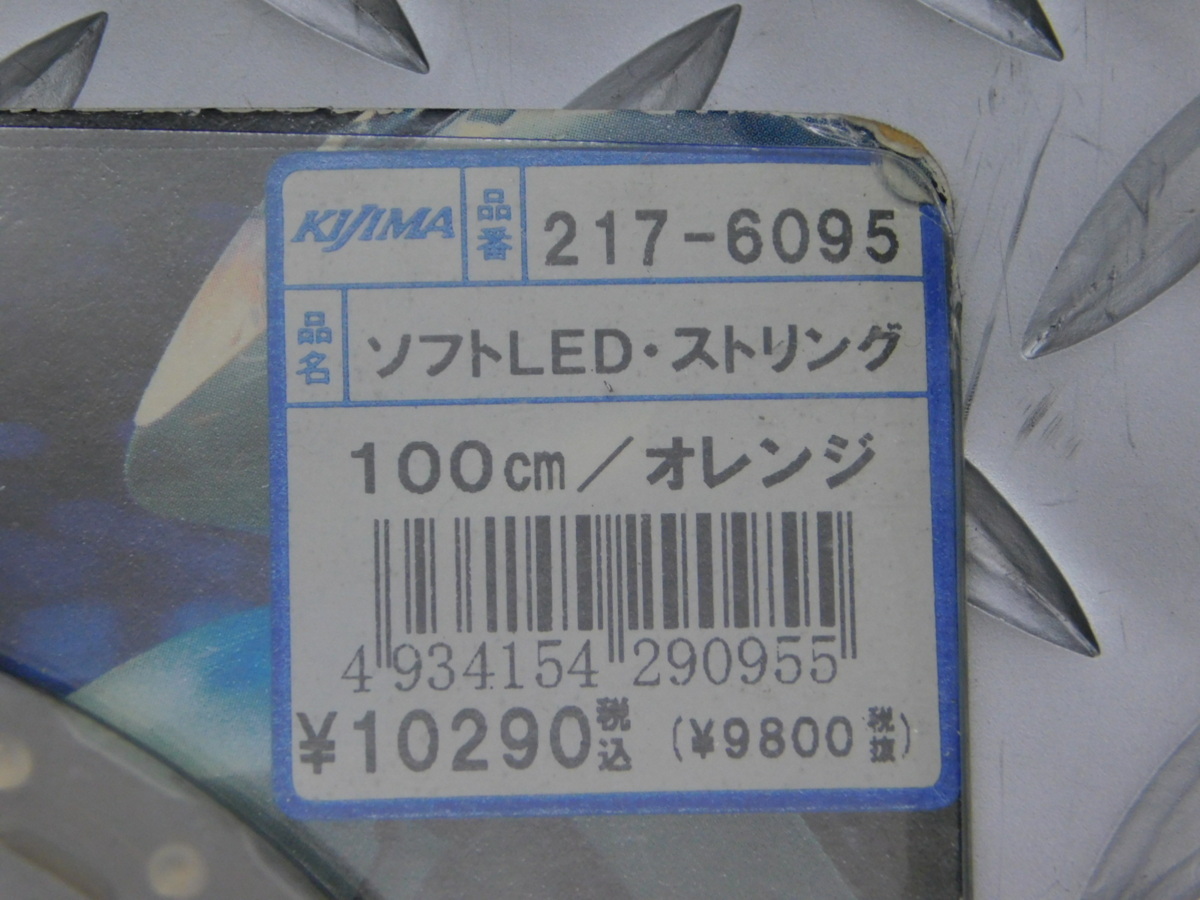 KIJIMA 品番 217-6095
品名 ソフトLED・ストリング
100cm/オレンジ
4 934154 290955
¥10290税込 (¥9800税抜)